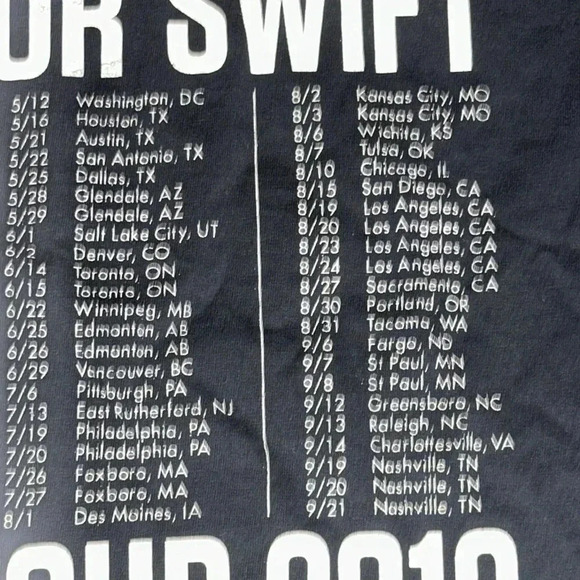 OR SWIFT
5/12 Washington, DC
5/16 Houston, TX
5/21 Austin, TX
5/22 San Antonio, TX
5/25 Dallas, TX
5/28 Glendale, AZ
5/29 Glendale, AZ
6/1 Salt Lake City, UT
6/2 Denver, CO
6/14 Toronto, ON
6/15 Toronto, ON
6/22 Winnipeg, MB
6/25 Edmonton, AB
6/26 Edmonton, AB
6/29 Vancouver, BC
7/6 Pittsburgh, PA
7/13 East Rutherford, NJ
7/19 Philadelphia, PA
7/20 Philadelphia, PA
7/26 Foxboro, MA
7/27 Foxboro, MA
8/1 Des Moines, IA
8/2 Kansas City, MO
8/3 Kansas City, MO
8/6 Wichita, KS
8/7 Tulsa, OK
8/10 Chicago, IL
8/15 San Diego, CA
8/19 Los Angeles, CA
8/20 Los Angeles, CA
8/23 Los Angeles, CA
8/24 Los Angeles, CA
8/27 Sacramento, CA
8/30 Portland, OR
8/31 Tacoma, WA
9/6 Fargo, ND
9/7 St Paul, MN
9/8 St Paul, MN
9/12 Greensboro, NC
9/13 Raleigh, NC
9/14 Charlottesville, VA
9/19 Nashville, TN
9/20 Nashville, TN
9/21 Nashville, TN
OUR 2013